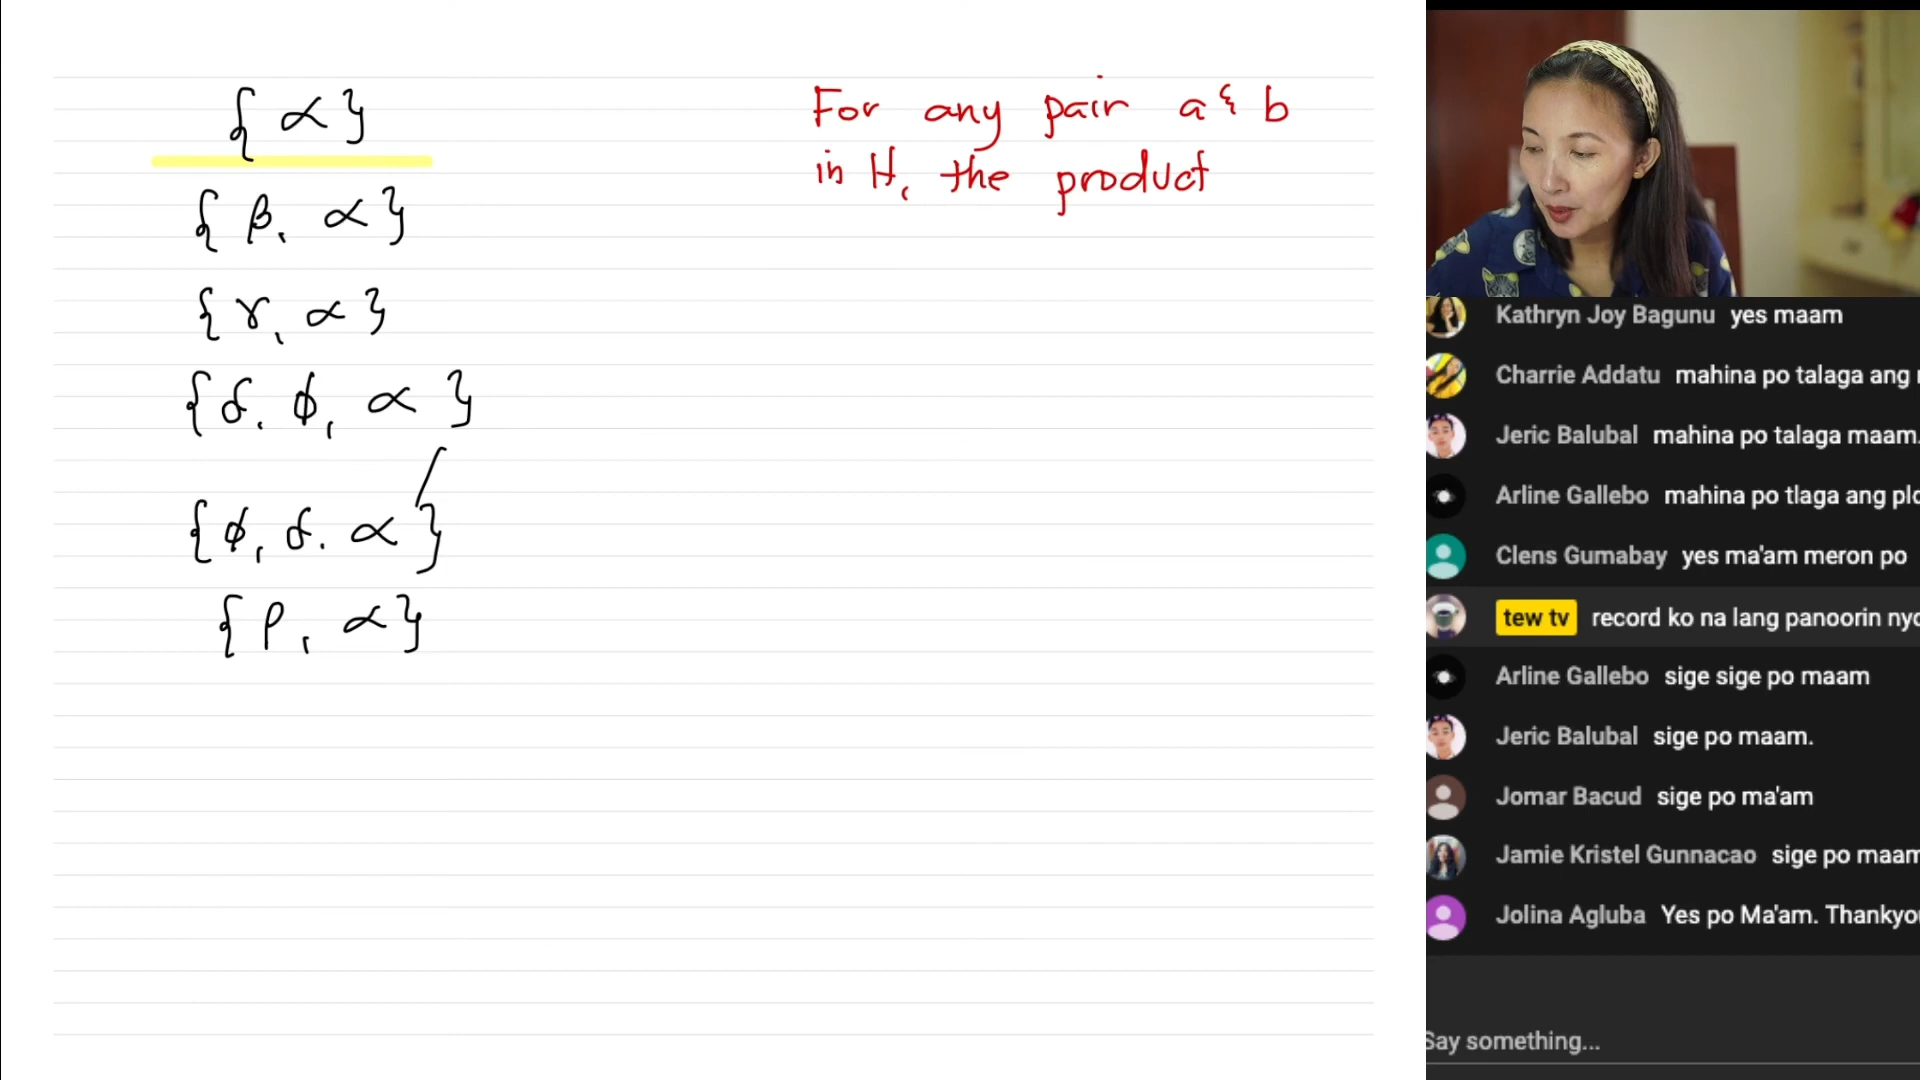 { α }
{ β, α }
{ γ, α }
{ δ, ϕ, α }
{ ϕ, δ, α }
{ ρ, α }
For any pair a & b
in H, the product
Kathryn Joy Bagunu yes maam
Charrie Addatu mahina po talaga ang
Jeric Balubal mahina po talaga maam.
Arline Gallebo mahina po tlaga ang
Clens Gumabay yes ma'am meron po
tew tv record ko na lang panoorin
Arline Gallebo sige sige po maam
Jeric Balubal sige po maam.
Jomar Bacud sige po ma'am
Jamie Kristel Gunnacao sige po maam
Jolina Agluba Yes po Ma'am. Thankyo
Say something...